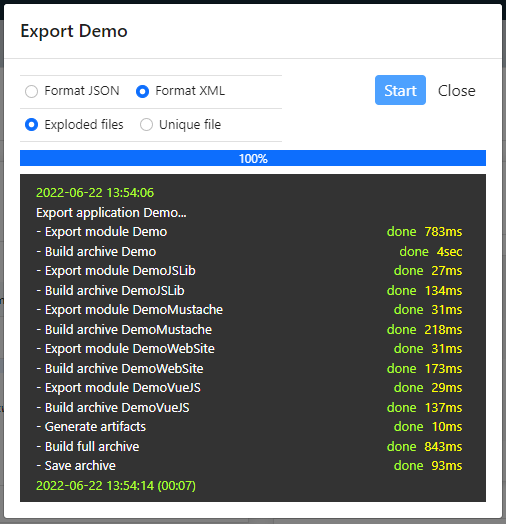 Export Demo
Format JSON Format XML Start Close
Exploded files Unique file
100%
2022-06-22 13:54:06
Export application Demo...
- Export module Demo done 783ms
- Build archive Demo done 4sec
- Export module DemoJSLib done 27ms
- Build archive DemoJSLib done 134ms
- Export module DemoMustache done 31ms
- Build archive DemoMustache done 218ms
- Export module DemoWebSite done 31ms
- Build archive DemoWebSite done 173ms
- Export module DemoVueJS done 29ms
- Build archive DemoVueJS done 137ms
- Generate artifacts done 10ms
- Build full archive done 843ms
- Save archive done 93ms
2022-06-22 13:54:14 (00:07)